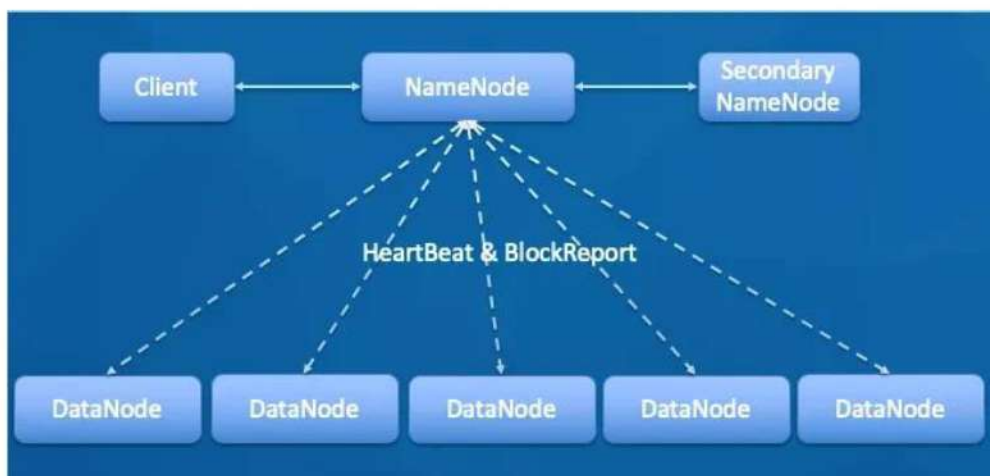 Client
NameNode
Secondary
NameNode
HeartBeat & BlockReport
DataNode
DataNode
DataNode
DataNode
DataNode